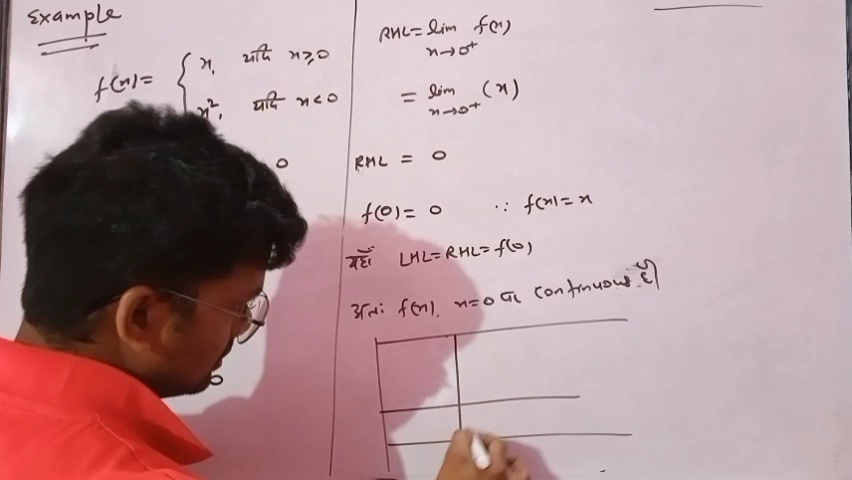 Example
f(x)= { x, यदि x≥0
x², यदि x<0
0
0
RHL = lim f(x)
x→0⁺
= lim (x)
x→0⁺
RHL = 0
f(0)= 0 ∵ f(x)= x
यहाँ LHL=RHL=f(0)
अतः f(x), x=0 पर continuous है।